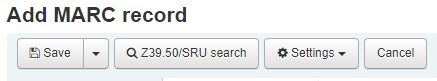 Add MARC record
Save Z39.50/SRU search Settings Cancel